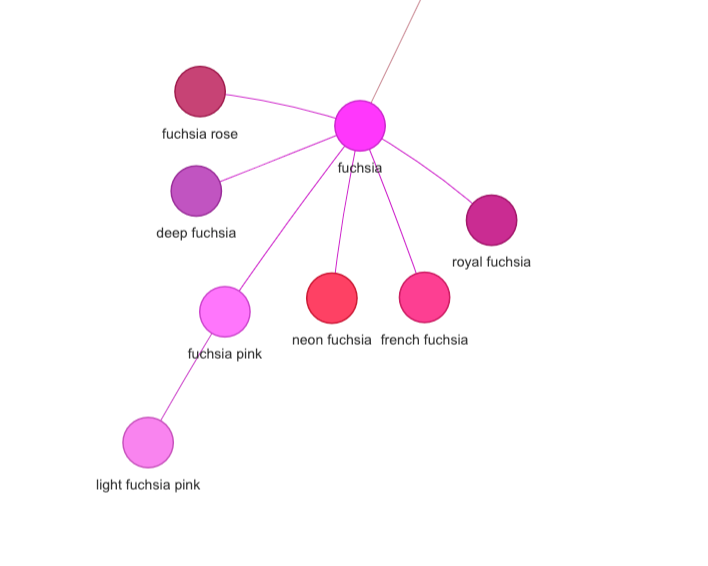 fuchsia rose
fuchsia
deep fuchsia
royal fuchsia
neon fuchsia
french fuchsia
fuchsia pink
light fuchsia pink